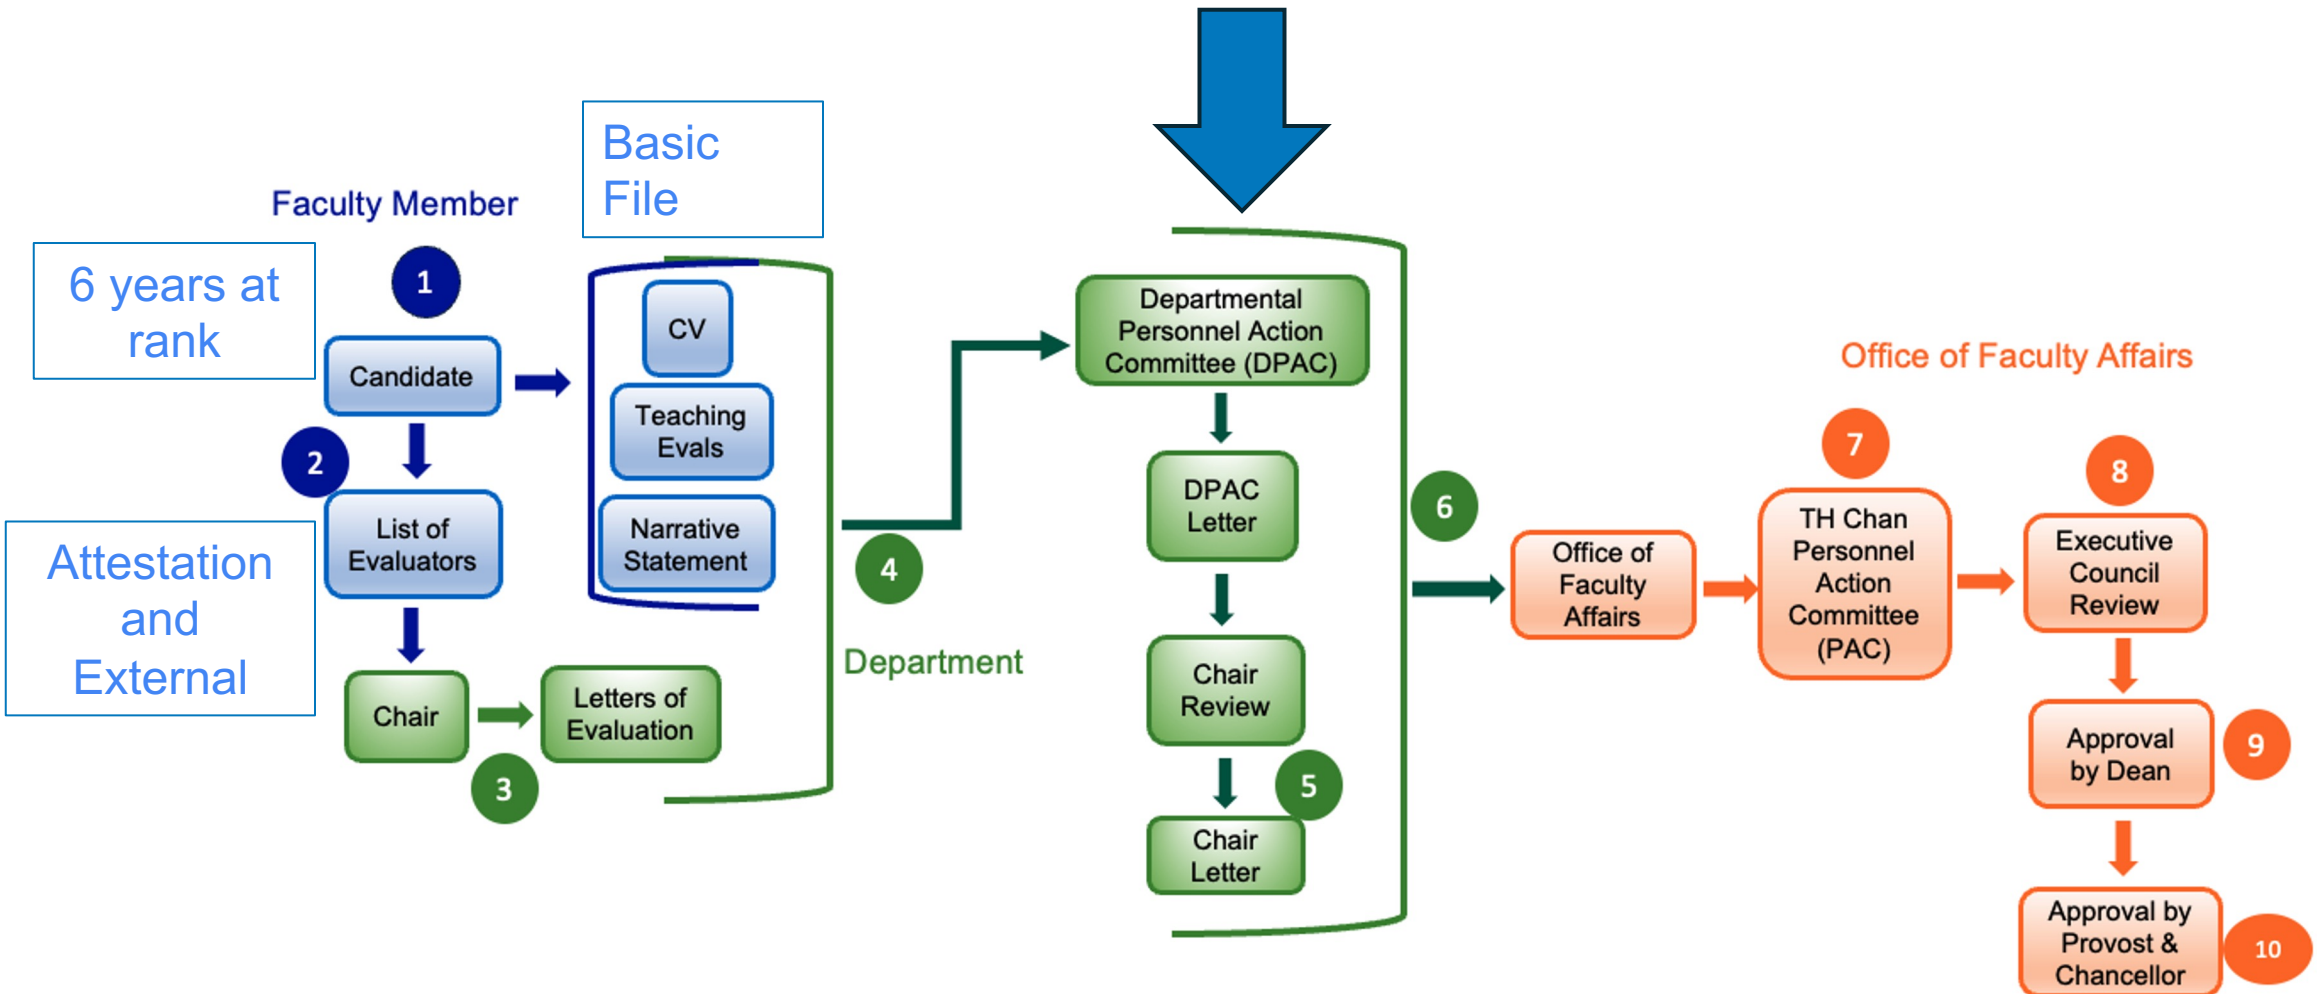 Basic
File
Faculty Member
6 years at
rank
1
Candidate
CV
Teaching
Evals
Narrative
Statement
2
List of
Evaluators
Attestation
and
External
Chair
3
Letters of
Evaluation
4
Department
Departmental
Personnel Action
Committee (DPAC)
DPAC
Letter
Chair
Review
5
Chair
Letter
6
Office of Faculty Affairs
Office of
Faculty
Affairs
7
TH Chan
Personnel
Action
Committee
(PAC)
8
Executive
Council
Review
Approval
by Dean
9
Approval by
Provost &
Chancellor
10